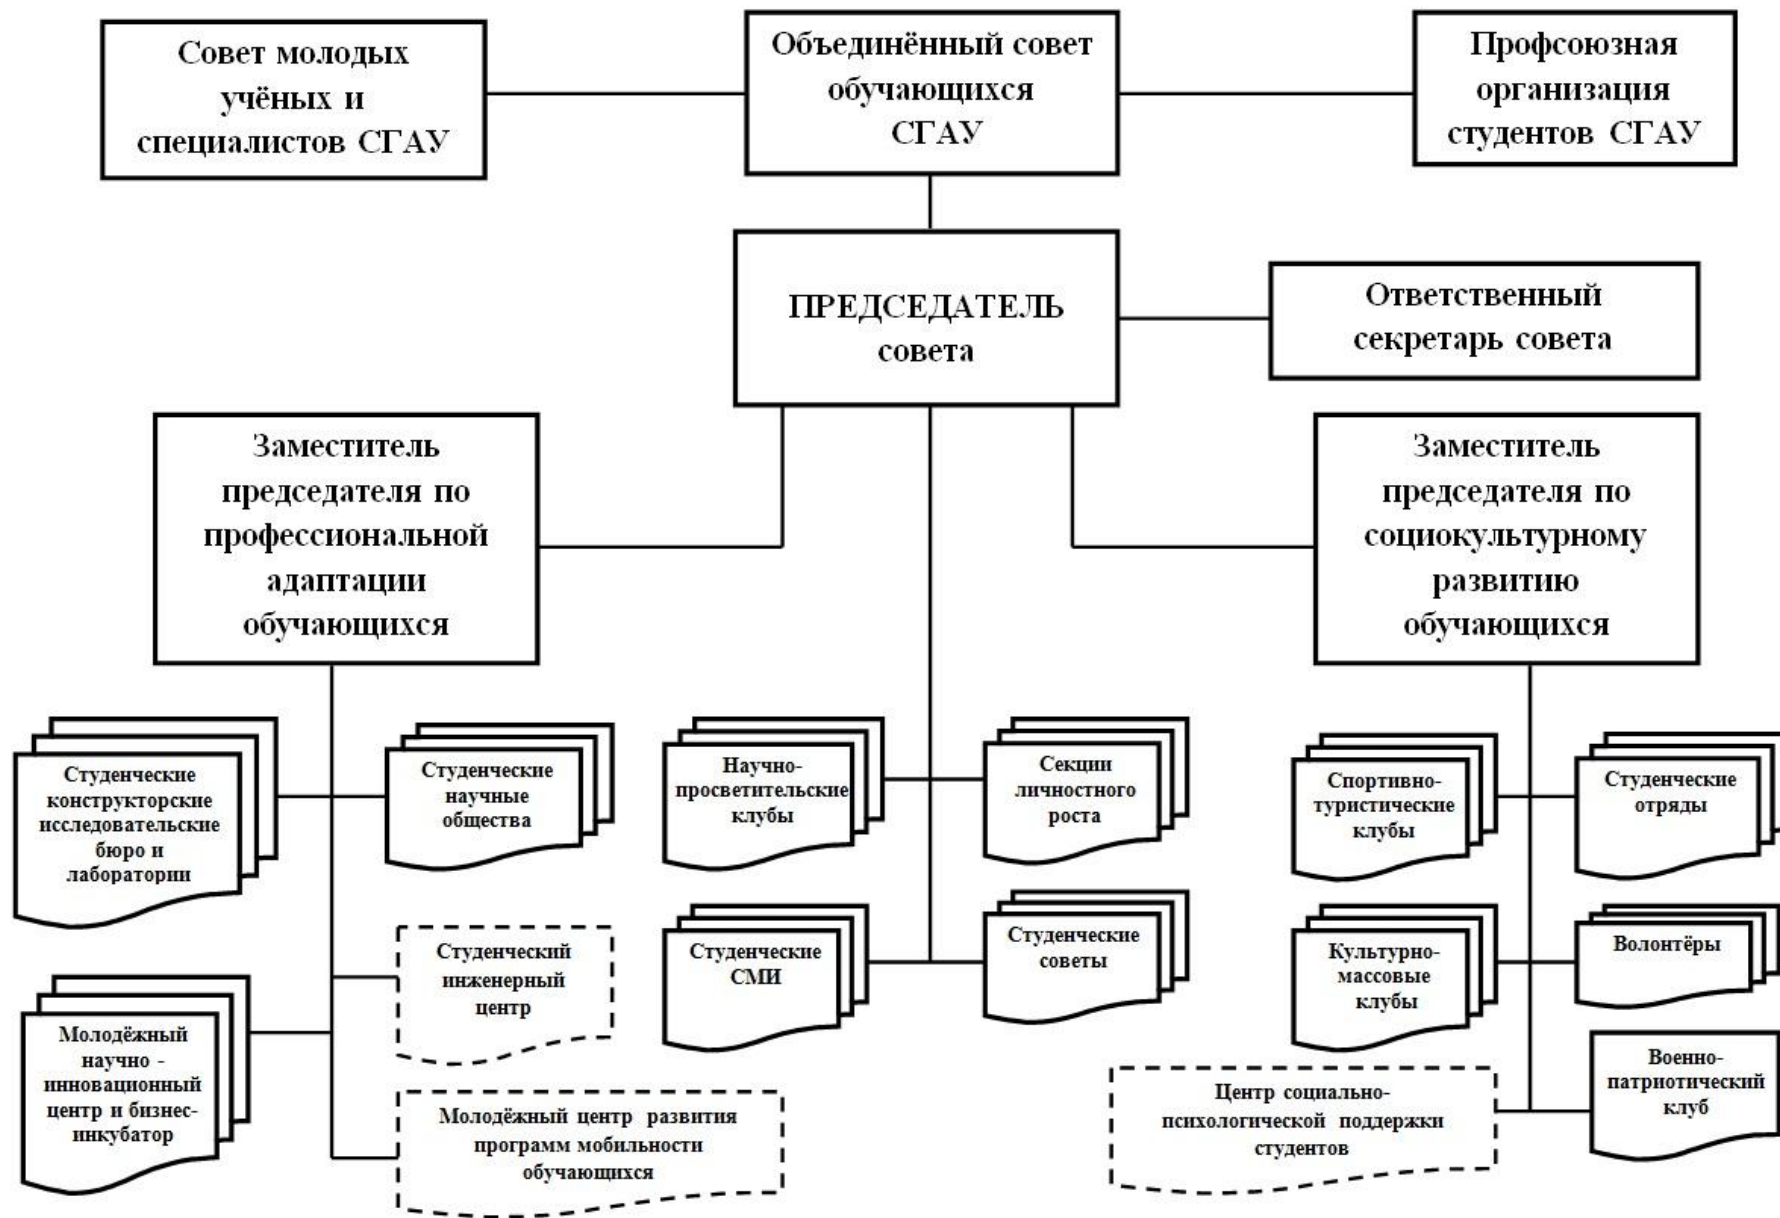 Совет молодых
учёных и
специалистов СГАУ
Объединённый совет
обучающихся
СГАУ
Профсоюзная
организация
студентов СГАУ
ПРЕДСЕДАТЕЛЬ
совета
Ответственный
секретарь совета
Заместитель
председателя по
профессиональной
адаптации
обучающихся
Заместитель
председателя по
социокультурному
развитию
обучающихся
Студенческие
конструкторские
исследовательские
бюро и
лаборатории
Студенческие
научные
общества
Научно-
просветительские
клубы
Секции
личностного
роста
Спортивно-
туристические
клубы
Студенческие
отряды
Студенческий
инженерный
центр
Студенческие
СМИ
Студенческие
советы
Культурно-
массовые
клубы
Волонтёры
Молодёжный
научно -
инновационный
центр и бизнес-
инкубатор
Молодёжный центр развития
программ мобильности
обучающихся
Центр социально-
психологической поддержки
студентов
Военно-
патриотический
клуб